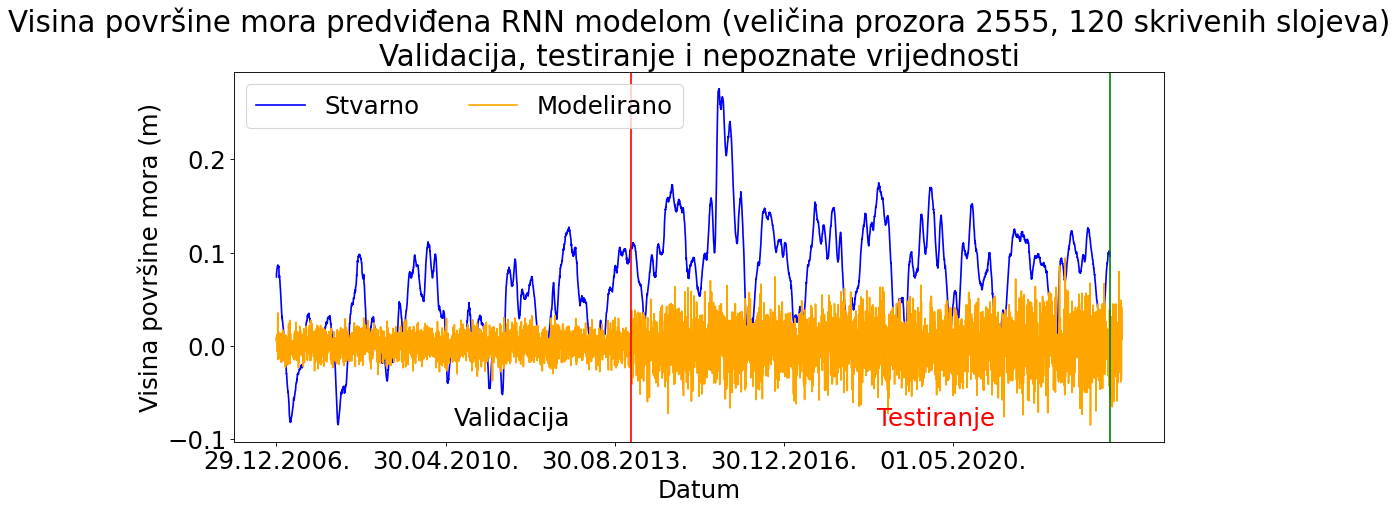 Visina površine mora predviđena RNN modelom (veličina prozora 2555, 120 skrivenih slojeva)
Validacija, testiranje i nepoznate vrijednosti
Stvarno
Modelirano
Visina površine mora (m)
0.2
0.1
0.0
−0.1
Validacija
Testiranje
29.12.2006.
30.04.2010.
30.08.2013.
30.12.2016.
01.05.2020.
Datum